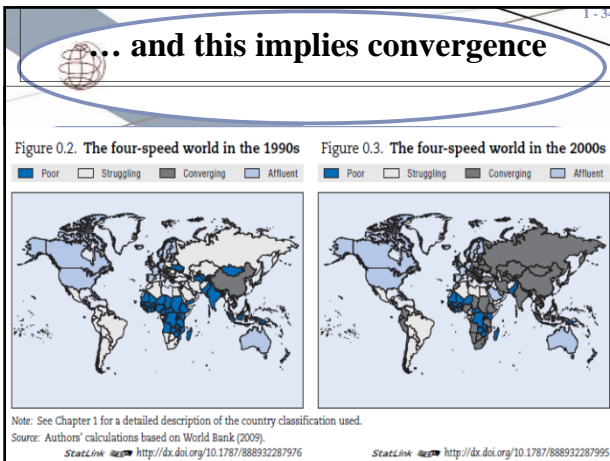 1 - 34
… and this implies convergence
Figure 0.2. The four-speed world in the 1990s
Poor Struggling Converging Affluent
Figure 0.3. The four-speed world in the 2000s
Poor Struggling Converging Affluent
Note: See Chapter 1 for a detailed description of the country classification used.
Source: Authors' calculations based on World Bank (2009).
StatLink http://dx.doi.org/10.1787/888932287976
StatLink http://dx.doi.org/10.1787/888932287995